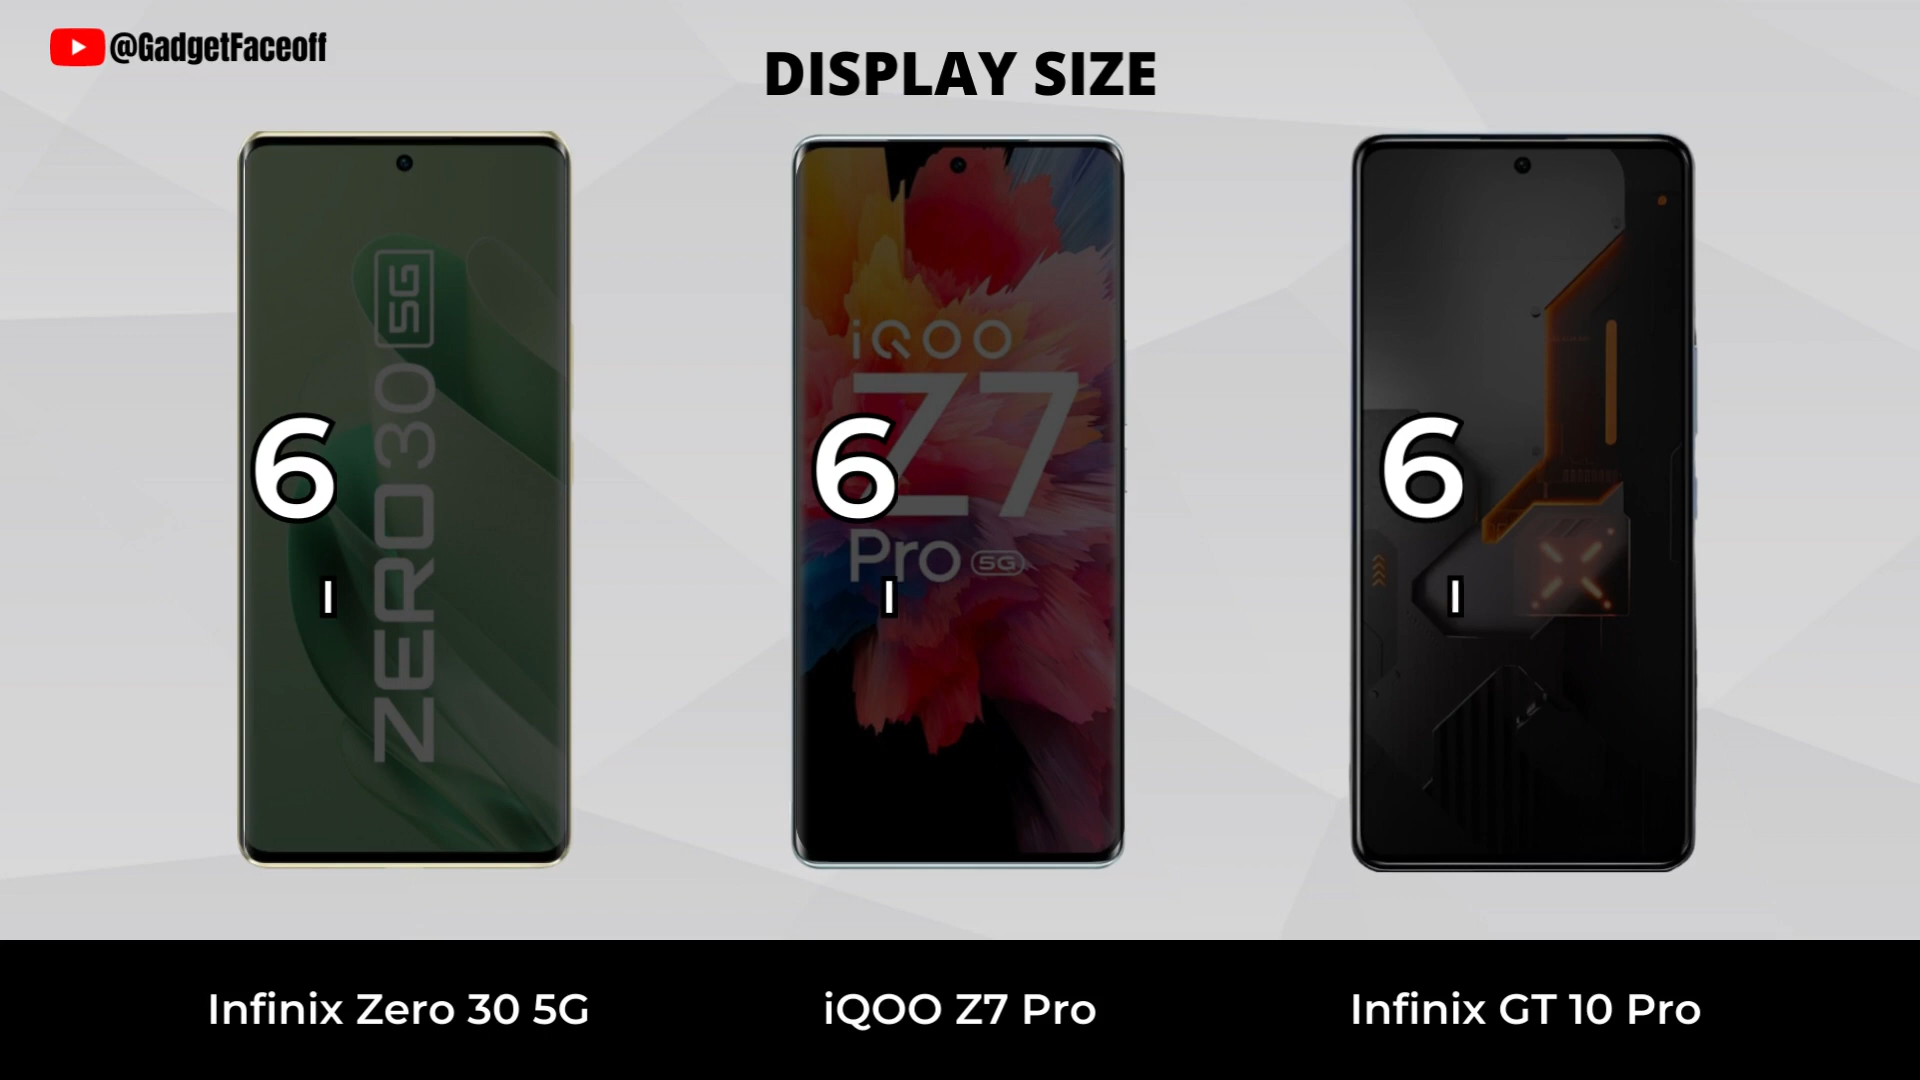 @GadgetFaceoff
DISPLAY SIZE
ZERO 30 5G
6
I
iQOO
Z7
Pro 5G
6
I
6
I
Infinix Zero 30 5G
iQOO Z7 Pro
Infinix GT 10 Pro